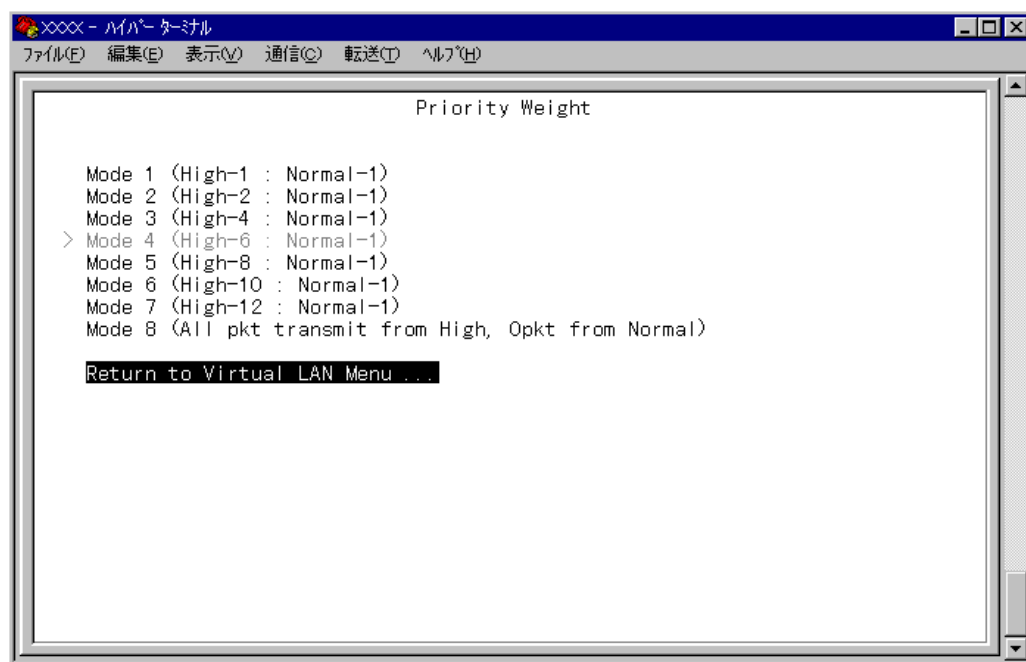 xxxx - ﾊｲﾊﾟｰ ﾀｰﾐﾅﾙ
ﾌｧｲﾙ(F) 編集(E) 表示(V) 通信(C) 転送(T) ﾍﾙﾌﾟ(H)
Priority Weight
Mode 1 (High-1 : Normal-1)
Mode 2 (High-2 : Normal-1)
Mode 3 (High-4 : Normal-1)
> Mode 4 (High-6 : Normal-1)
Mode 5 (High-8 : Normal-1)
Mode 6 (High-10 : Normal-1)
Mode 7 (High-12 : Normal-1)
Mode 8 (All pkt transmit from High, 0pkt from Normal)
Return to Virtual LAN Menu ...